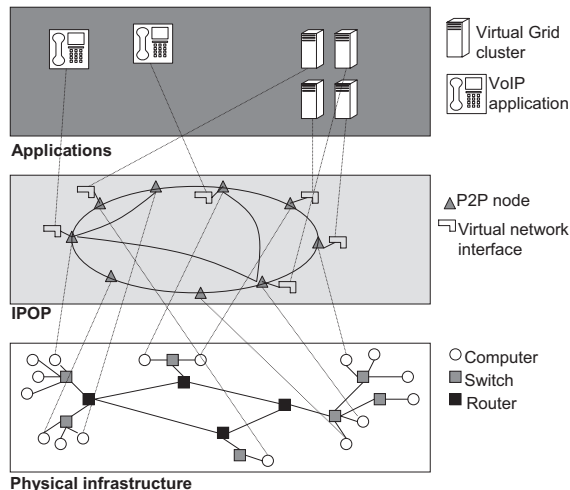 Virtual Grid
cluster
VoIP
application
Applications
P2P node
Virtual network
interface
IPOP
Computer
Switch
Router
Physical infrastructure